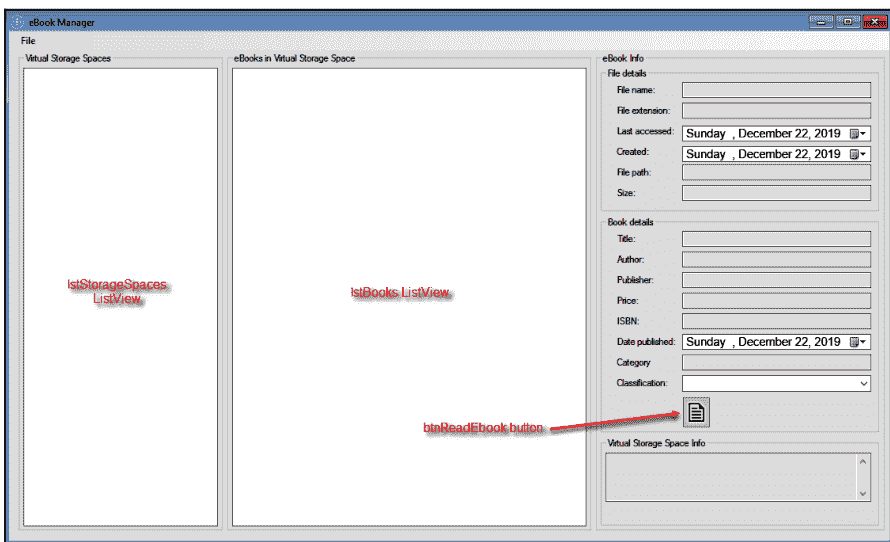 eBook Manager
File
Virtual Storage Spaces
eBooks in Virtual Storage Space
eBook Info
File details
File name:
File extension:
Last accessed: Sunday , December 22, 2019
Created: Sunday , December 22, 2019
File path:
Size:
lstStorageSpaces
ListView
lstBooks ListView
Book details
Title:
Author:
Publisher:
Price:
ISBN:
Date published: Sunday , December 22, 2019
Category
Classification:
btnReadEbook button
Virtual Storage Space Info